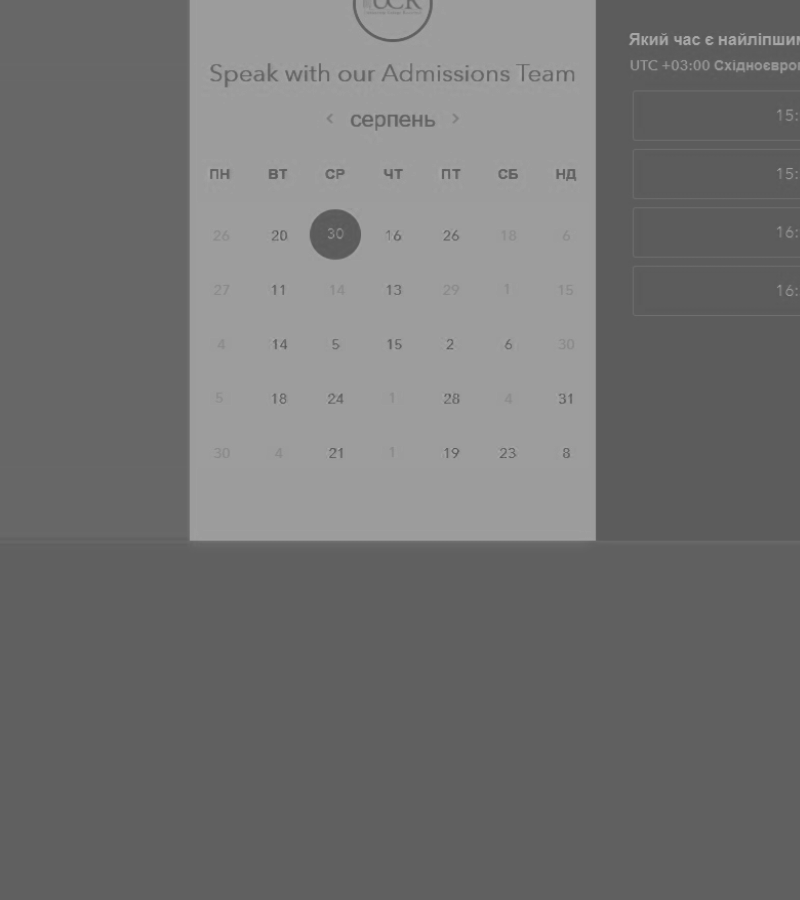 UCR
Speak with our Admissions Team
‹ серпень ›
ПН ВТ СР ЧТ ПТ СБ НД
26 20 30 16 26 18 6
27 11 14 13 29 1 15
4 14 5 15 2 6 30
5 18 24 1 28 4 31
30 4 21 1 19 23 8
Який час є
UTC +03:00
15:
15:
16:
16: